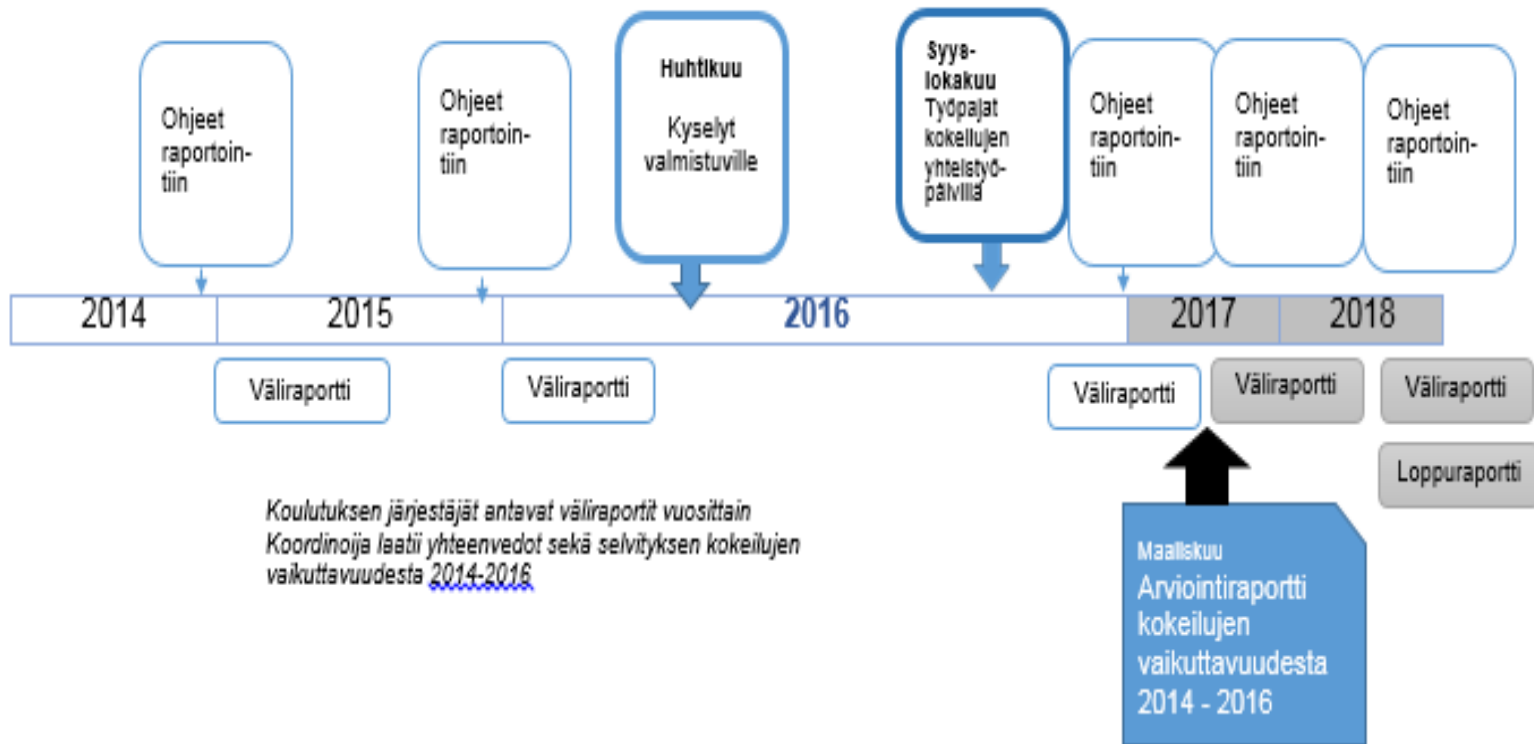 Ohjeet
raportoin-
tiin
Ohjeet
raportoin-
tiin
Huhtikuu
Kyselyt
valmistuville
Syys-
lokakuu
Työpajat
kokeilujen
yhteistyö-
päivillä
Ohjeet
raportoin-
tiin
Ohjeet
raportoin-
tiin
Ohjeet
raportoin-
tiin
2014
2015
2016
2017
2018
Väliraportti
Väliraportti
Väliraportti
Väliraportti
Väliraportti
Loppuraportti
Koulutuksen järjestäjät antavat väliraportit vuosittain
Koordinoija laatii yhteenvedot sekä selvityksen kokeilujen
vaikuttavuudesta 2014-2016
Maaliskuu
Arviointiraportti
kokeilujen
vaikuttavuudesta
2014 - 2016